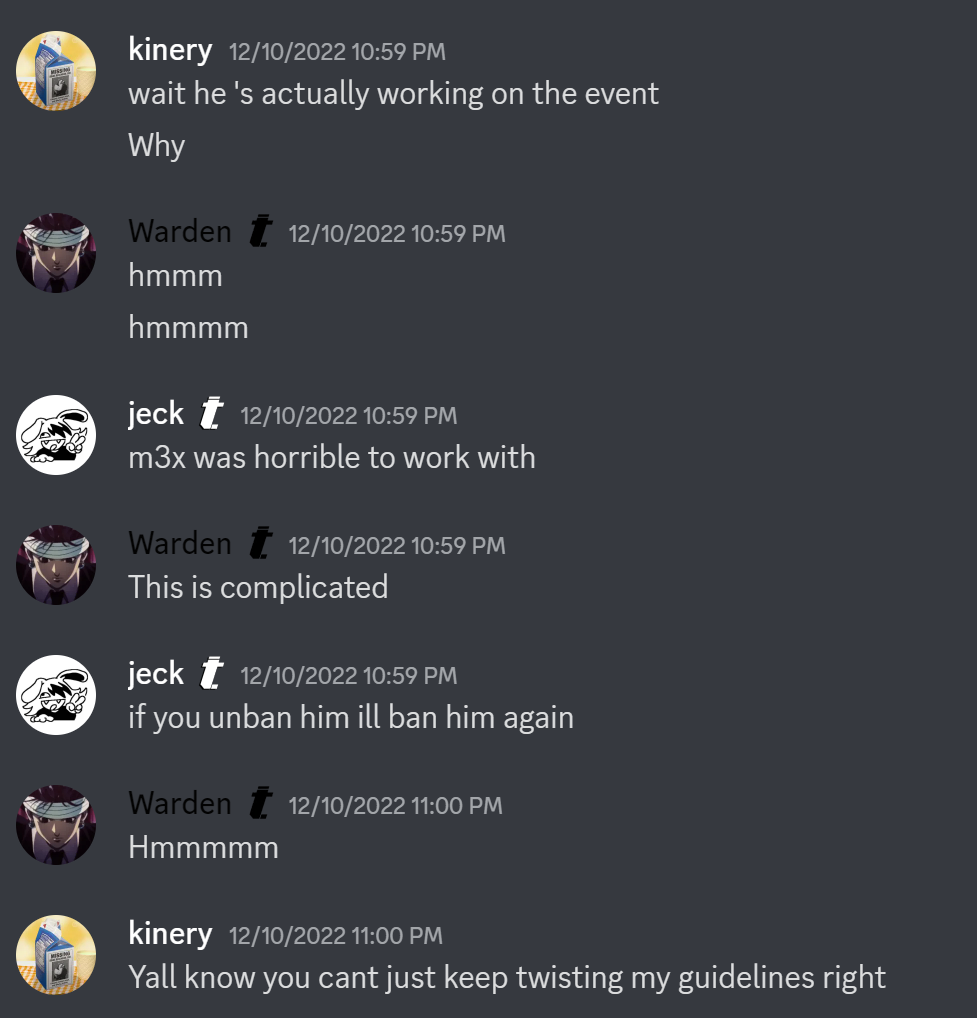 kinery 12/10/2022 10:59 PM
wait he 's actually working on the event
Why
Warden t 12/10/2022 10:59 PM
hmmm
hmmmm
jeck t 12/10/2022 10:59 PM
m3x was horrible to work with
Warden t 12/10/2022 10:59 PM
This is complicated
jeck t 12/10/2022 10:59 PM
if you unban him ill ban him again
Warden t 12/10/2022 11:00 PM
Hmmmmm
kinery 12/10/2022 11:00 PM
Yall know you cant just keep twisting my guidelines right